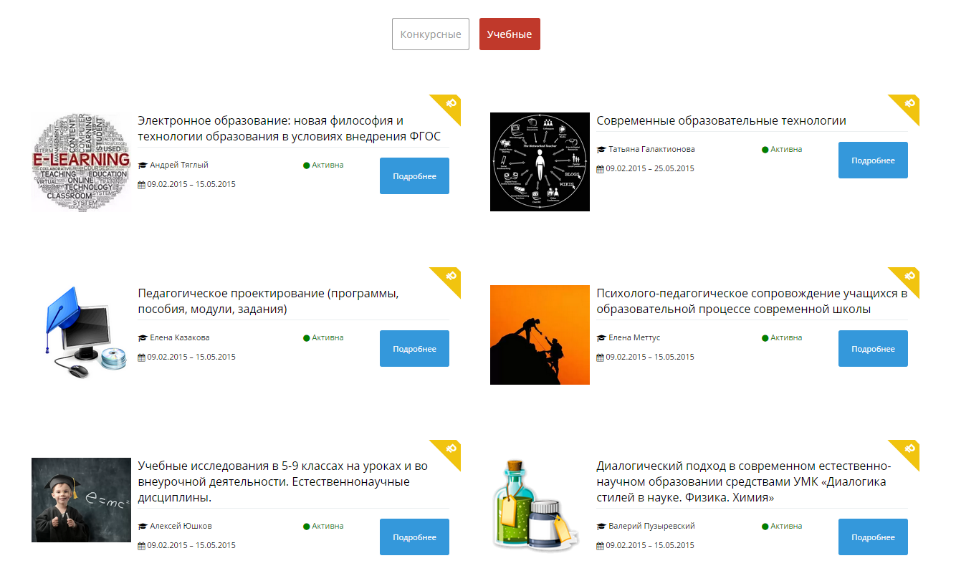 Конкурсные
Учебные
Электронное образование: новая философия и
технологии образования в условиях внедрения ФГОС
Андрей Тяглый
Активна
09.02.2015 – 15.05.2015
Подробнее
E-LEARNING
TEACHING
EDUCATION
ONLINE
TECHNOLOGY
CLASSROOM
SYSTEM
Современные образовательные технологии
Татьяна Галактионова
Активна
09.02.2015 – 25.05.2015
Подробнее
Педагогическое проектирование (программы,
пособия, модули, задания)
Елена Казакова
Активна
09.02.2015 – 15.05.2015
Подробнее
Психолого-педагогическое сопровождение учащихся в
образовательной процессе современной школы
Елена Меттус
Активна
09.02.2015 – 15.05.2015
Подробнее
Учебные исследования в 5-9 классах на уроках и во
внеурочной деятельности. Естественнонаучные
дисциплины.
Алексей Юшков
Активна
09.02.2015 – 15.05.2015
Подробнее
e=mc²
Диалогический подход в современном естественно-
научном образовании средствами УМК «Диалогика
стилей в науке. Физика. Химия»
Валерий Пузыревский
Активна
09.02.2015 – 15.05.2015
Подробнее